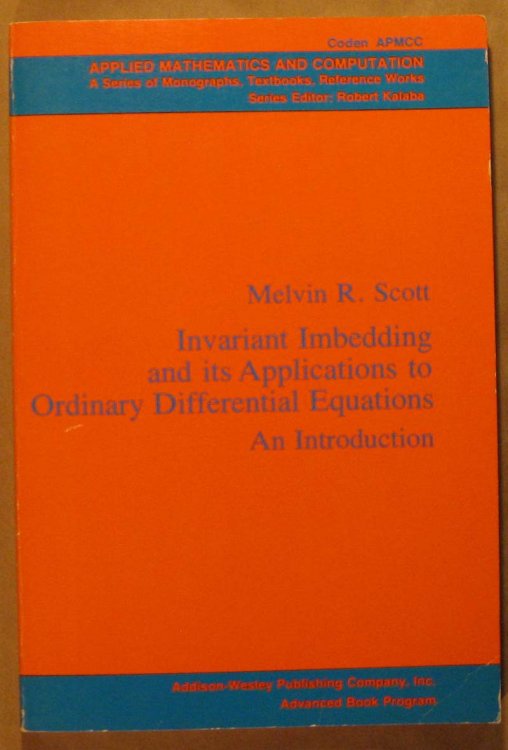 Coden APMCC
APPLIED MATHEMATICS AND COMPUTATION
A Series of Monographs, Textbooks, Reference Works
Series Editor: Robert Kalaba
Melvin R. Scott
Invariant Imbedding
and its Applications to
Ordinary Differential Equations
An Introduction
Addison-Wesley Publishing Company, Inc.
Advanced Book Program